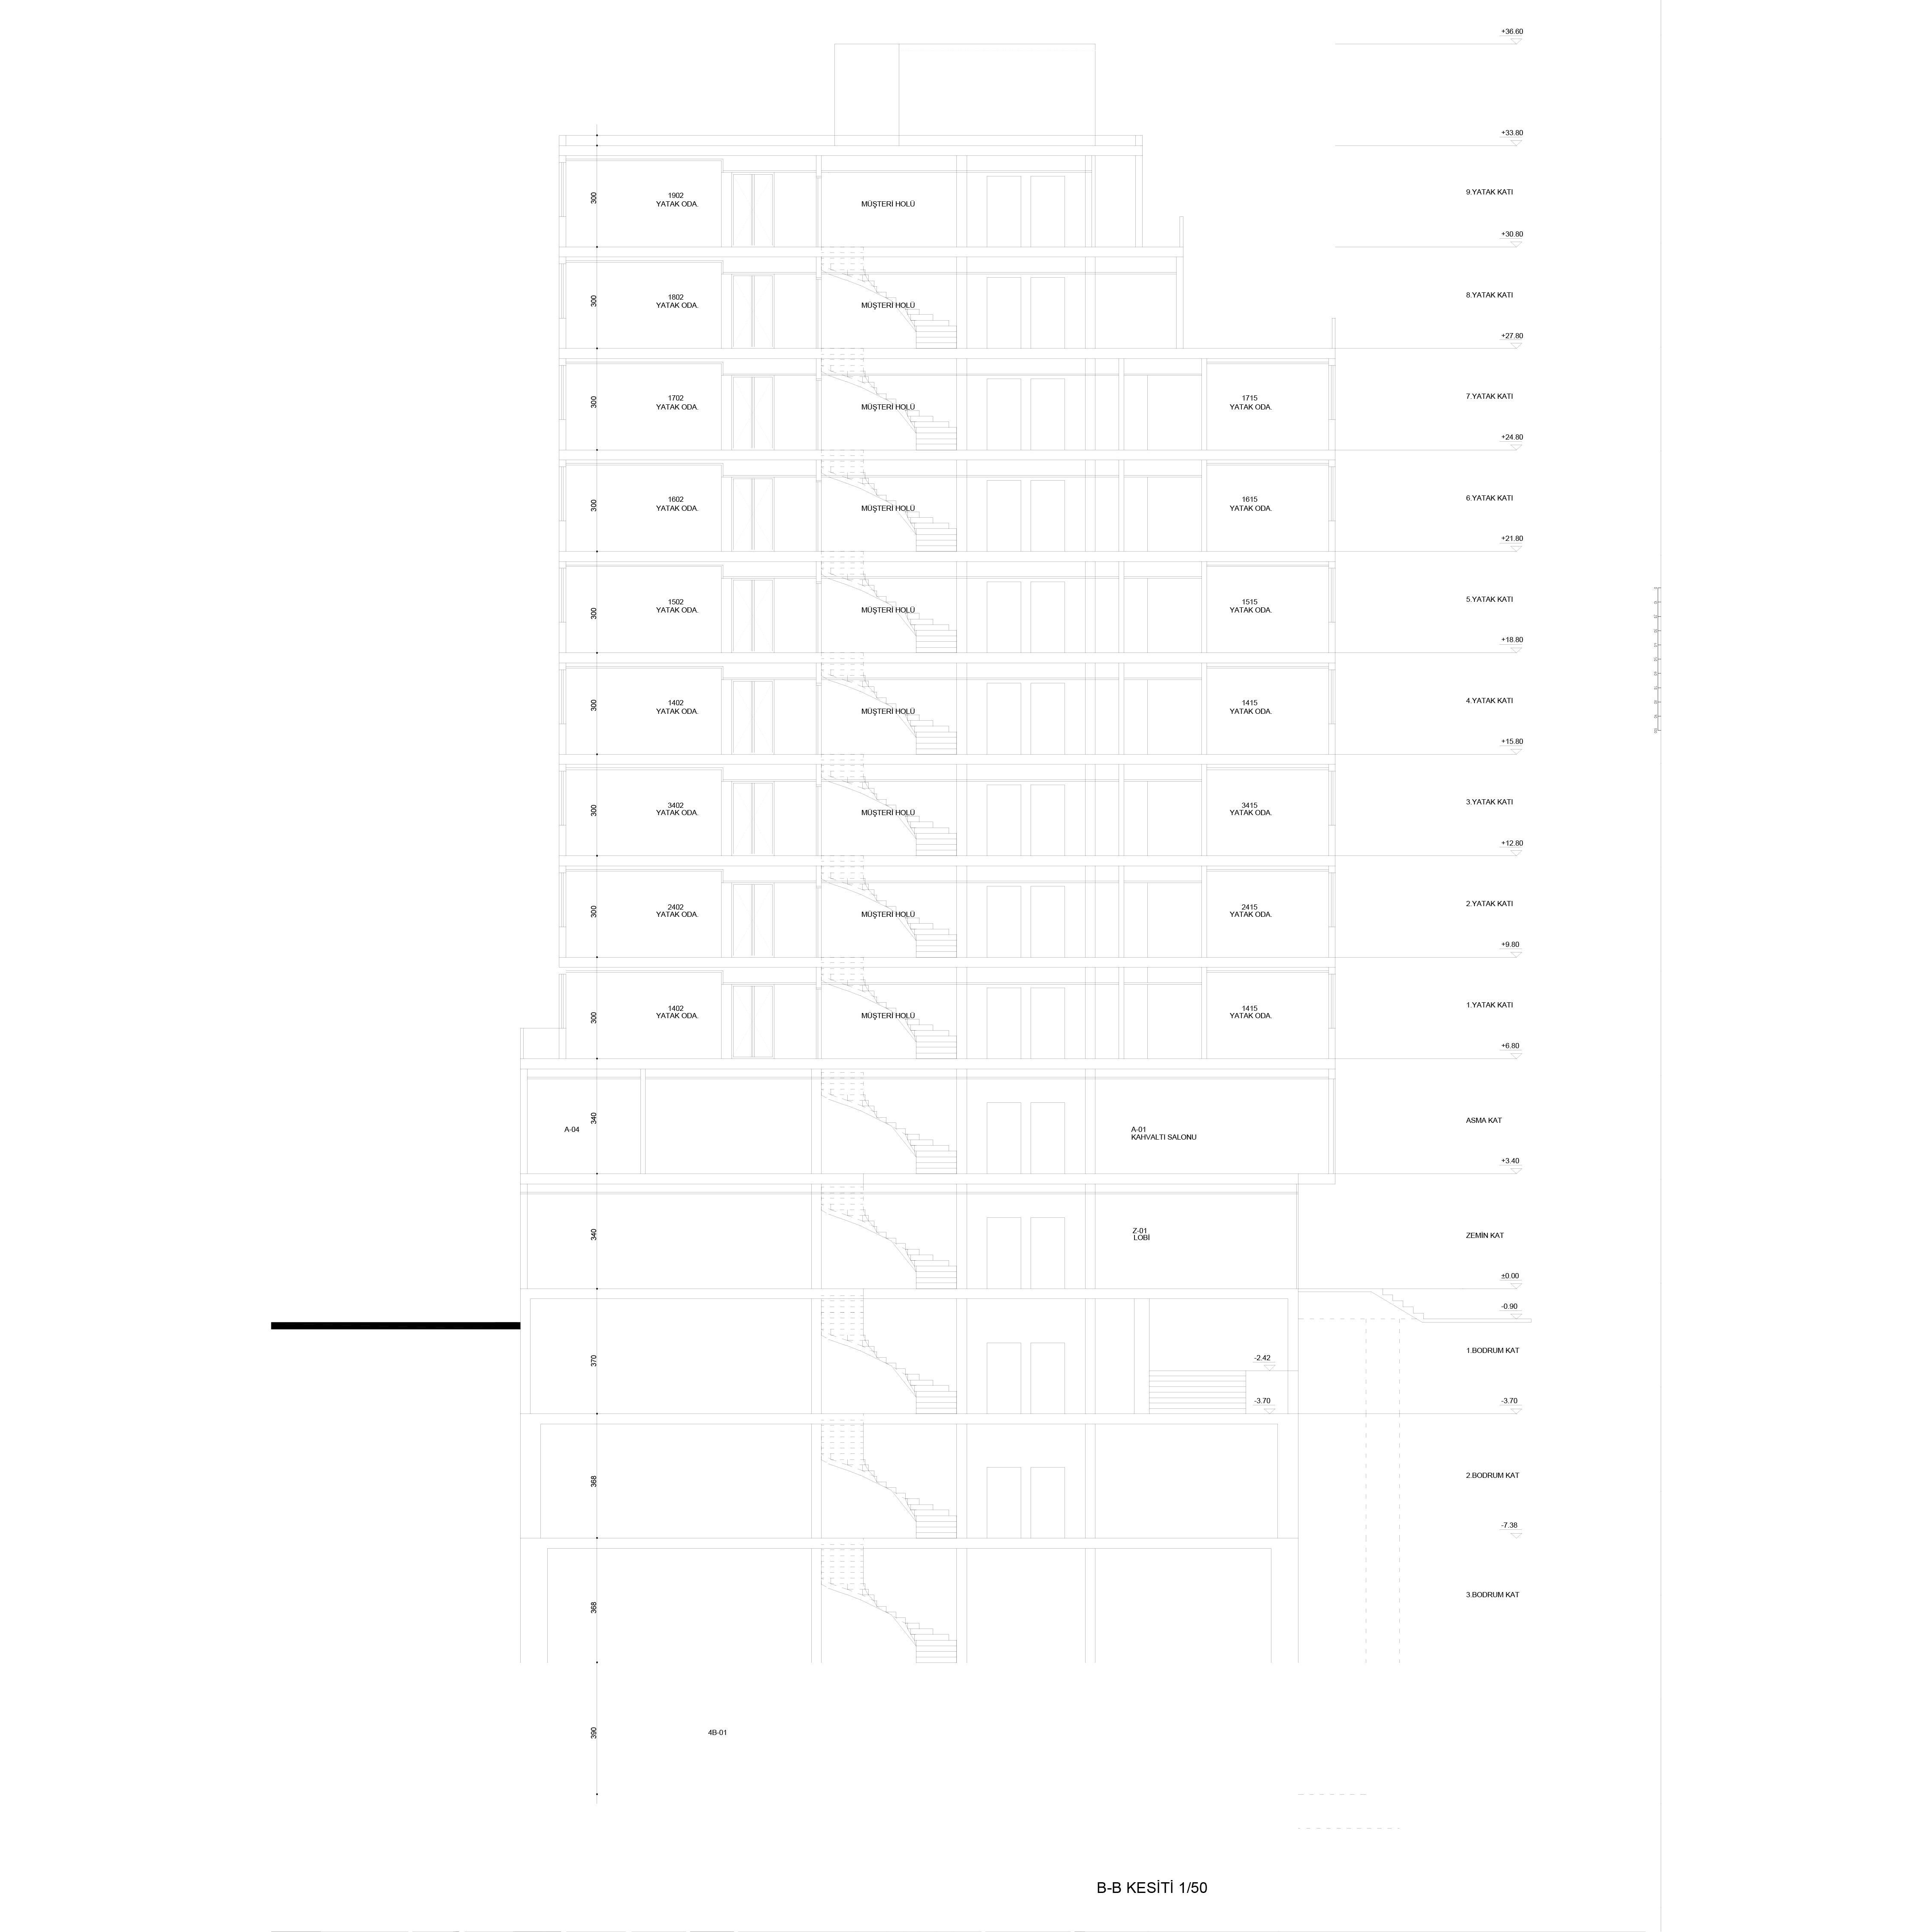 +36.60
+33.80
1902
YATAK ODA.
MÜŞTERİ HOLÜ
300
9.YATAK KATI
+30.80
1802
YATAK ODA.
MÜŞTERİ HOLÜ
300
8.YATAK KATI
+27.80
1702
YATAK ODA.
MÜŞTERİ HOLÜ
1715
YATAK ODA.
300
7.YATAK KATI
+24.80
1602
YATAK ODA.
MÜŞTERİ HOLÜ
1615
YATAK ODA.
300
6.YATAK KATI
+21.80
1502
YATAK ODA.
MÜŞTERİ HOLÜ
1515
YATAK ODA.
300
5.YATAK KATI
+18.80
1402
YATAK ODA.
MÜŞTERİ HOLÜ
1415
YATAK ODA.
300
4.YATAK KATI
+15.80
3402
YATAK ODA.
MÜŞTERİ HOLÜ
3415
YATAK ODA.
300
3.YATAK KATI
+12.80
2402
YATAK ODA.
MÜŞTERİ HOLÜ
2415
YATAK ODA.
300
2.YATAK KATI
+9.80
1402
YATAK ODA.
MÜŞTERİ HOLÜ
1415
YATAK ODA.
300
1.YATAK KATI
+6.80
A-04
340
A-01
KAHVALTI SALONU
ASMA KAT
+3.40
340
Z-01
LOBİ
ZEMİN KAT
±0.00
-0.90
370
-2.42
-3.70
1.BODRUM KAT
-3.70
368
2.BODRUM KAT
-7.38
368
3.BODRUM KAT
390
4B-01
B-B KESİTİ 1/50